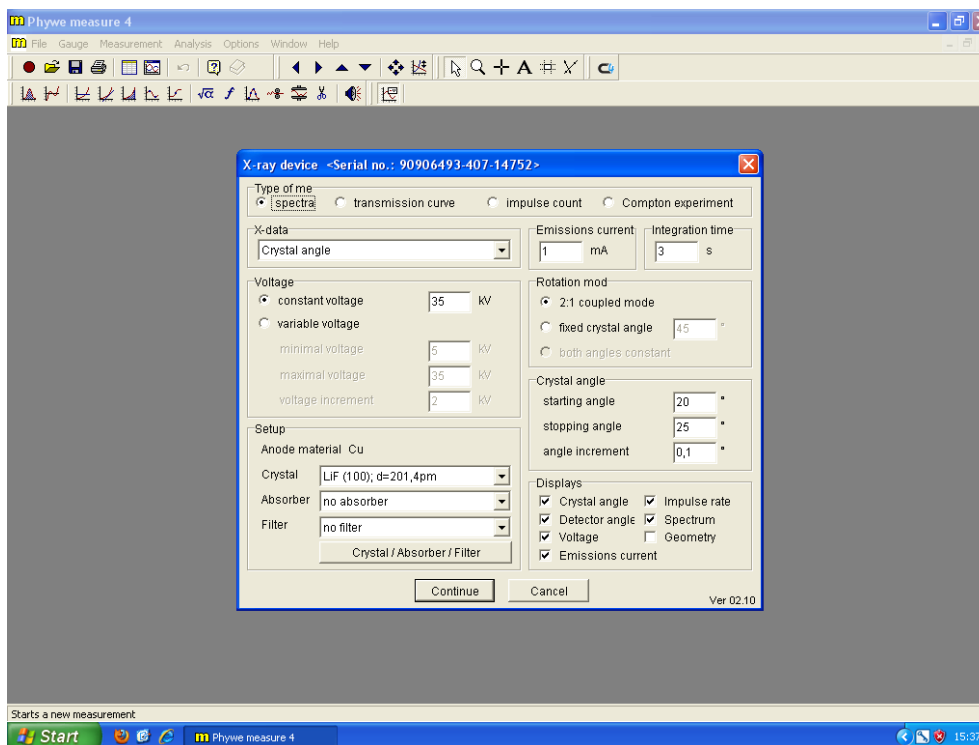 Phywe measure 4
File Gauge Measurement Analysis Options Window Help
X-ray device <Serial no.: 90906493-407-14752>
Type of me
spectra transmission curve impulse count Compton experiment
X-data
Crystal angle
Emissions current
1 mA
Integration time
3 s
Voltage
constant voltage 35 kV
variable voltage
minimal voltage 5 kV
maximal voltage 35 kV
voltage increment 2 kV
Rotation mod
2:1 coupled mode
fixed crystal angle 45 °
both angles constant
Crystal angle
starting angle 20 °
stopping angle 25 °
angle increment 0,1 °
Setup
Anode material Cu
Crystal LiF (100); d=201,4pm
Absorber no absorber
Filter no filter
Crystal / Absorber / Filter
Displays
Crystal angle Impulse rate
Detector angle Spectrum
Voltage Geometry
Emissions current
Continue Cancel
Ver 02.10
Starts a new measurement
Start Phywe measure 4